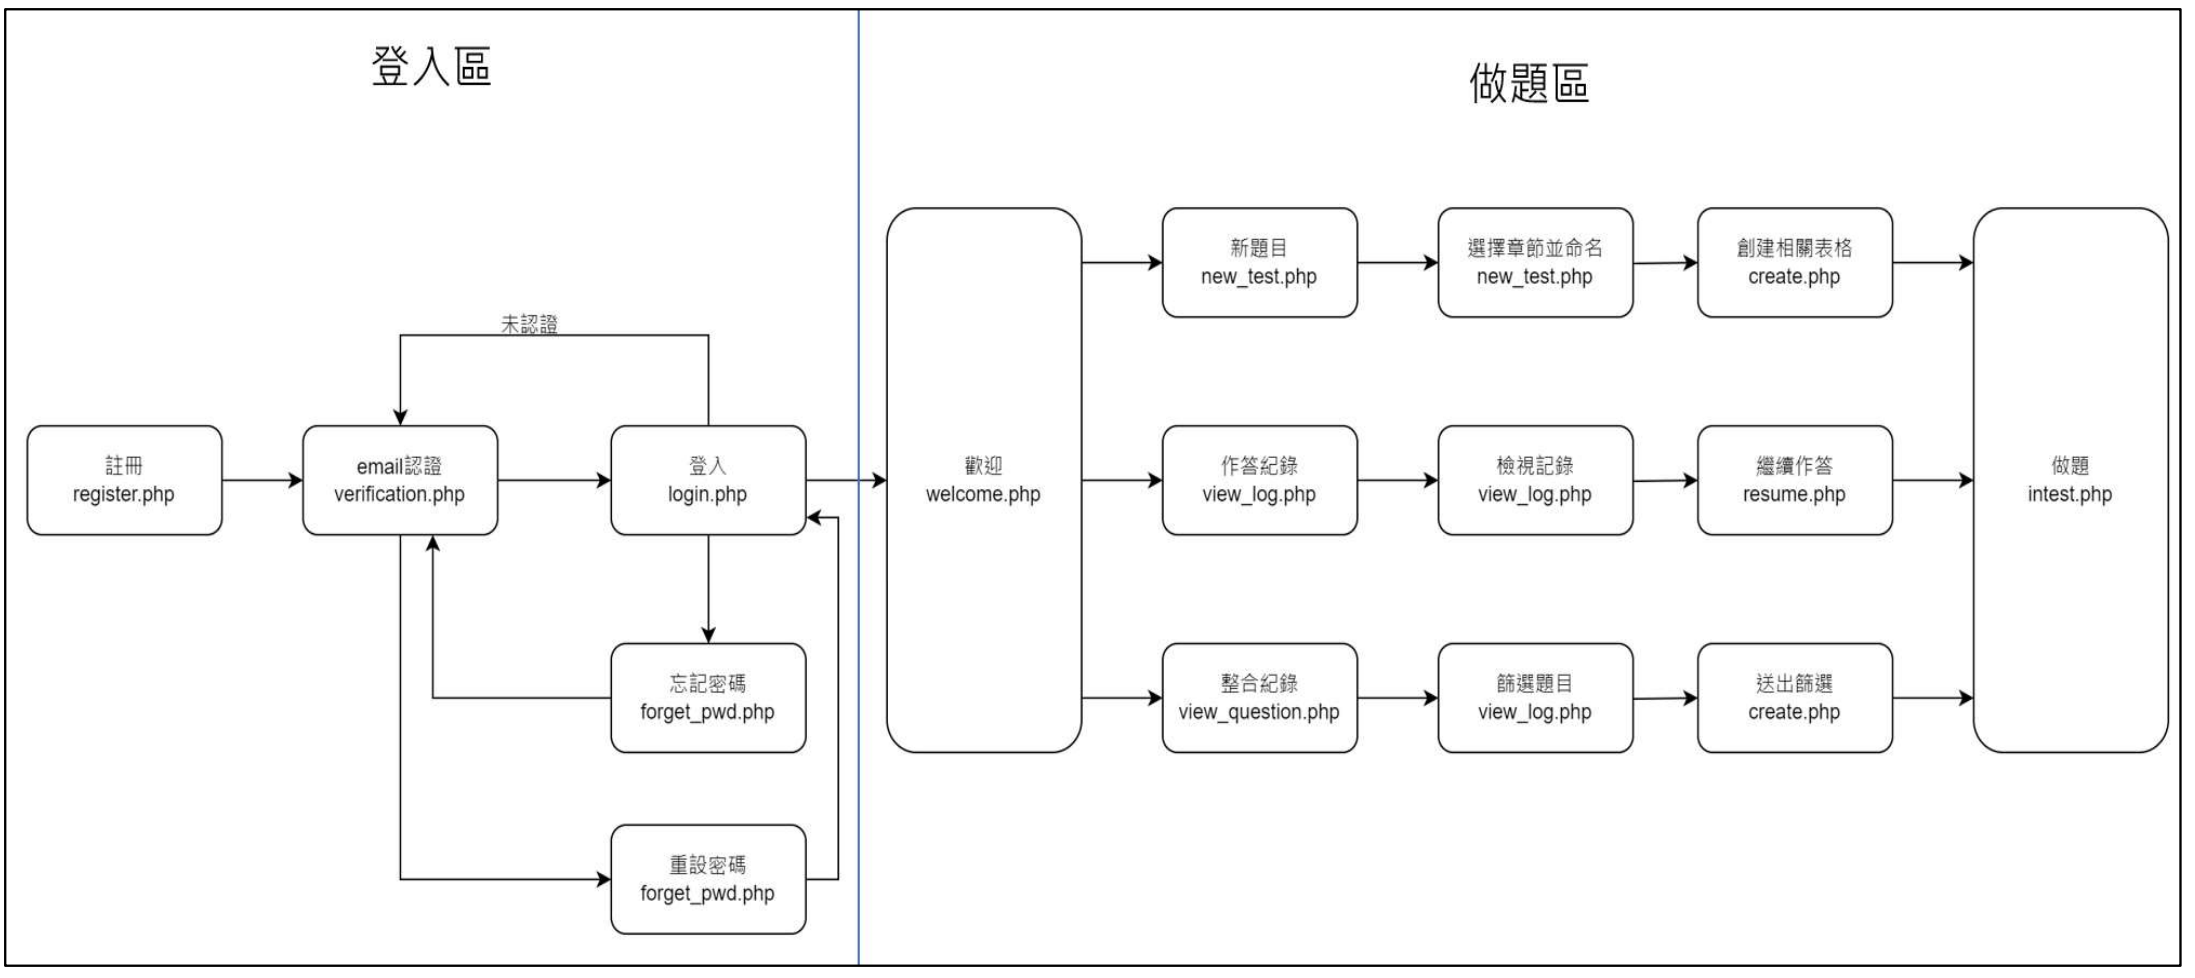 登入區
做題區
未認證
註冊
register.php
email認證
verification.php
登入
login.php
忘記密碼
forget_pwd.php
重設密碼
forget_pwd.php
歡迎
welcome.php
新題目
new_test.php
選擇章節並命名
new_test.php
創建相關表格
create.php
作答紀錄
view_log.php
檢視記錄
view_log.php
繼續作答
resume.php
整合紀錄
view_question.php
篩選題目
view_log.php
送出篩選
create.php
做題
intest.php